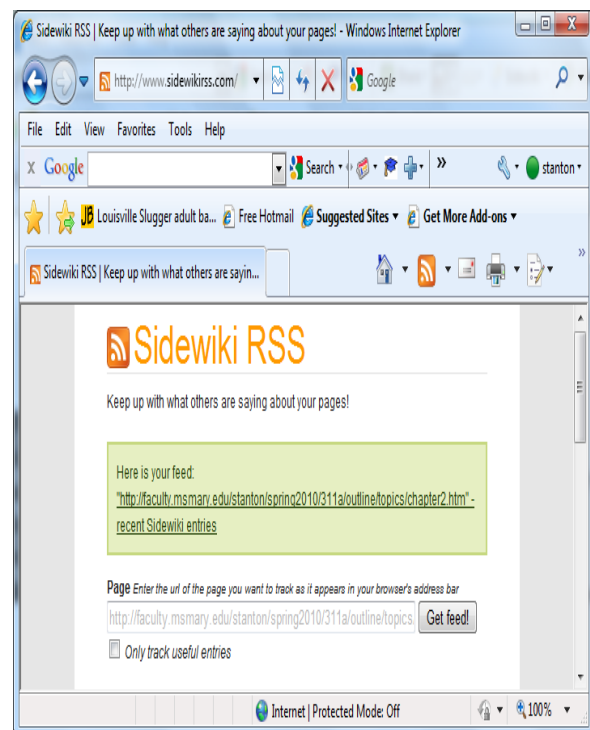 Sidewiki RSS | Keep up with what others are saying about your pages! - Windows Internet Explorer
http://www.sidewikirss.com/ Google
File Edit View Favorites Tools Help
x Google Search stanton
JB Louisville Slugger adult ba... Free Hotmail Suggested Sites Get More Add-ons
Sidewiki RSS | Keep up with what others are sayin...
Sidewiki RSS
Keep up with what others are saying about your pages!
Here is your feed:
"http://faculty.msmary.edu/stanton/spring2010/311a/outline/topics/chapter2.htm" -
recent Sidewiki entries
Page Enter the url of the page you want to track as it appears in your browser's address bar
http://faculty.msmary.edu/stanton/spring2010/311a/outline/topics. Get feed!
Only track useful entries
Internet | Protected Mode: Off 100%